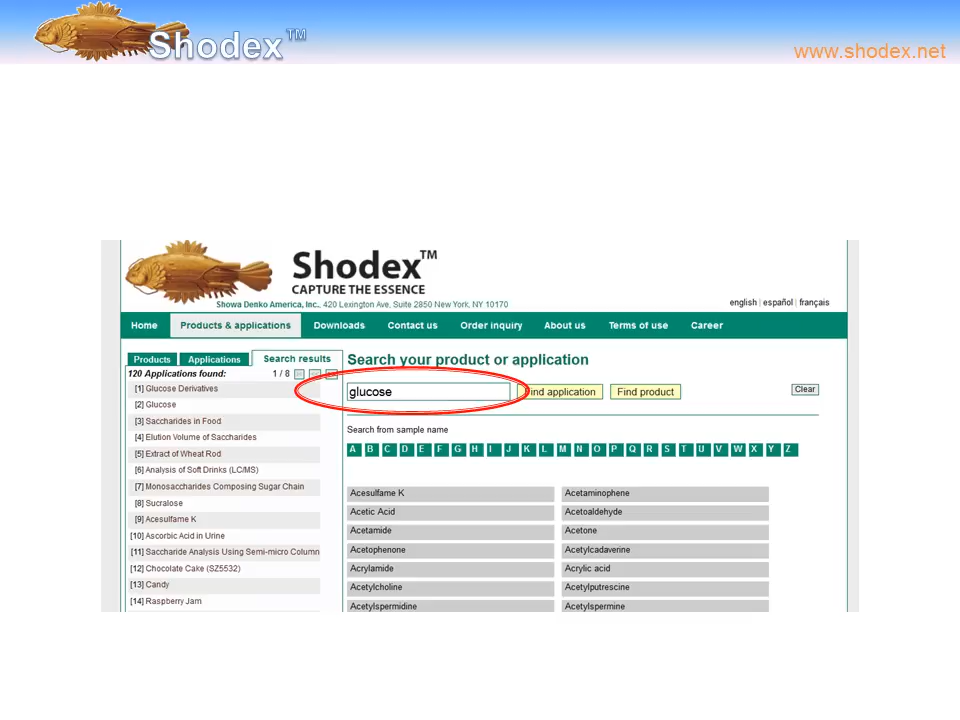 Shodex™
www.shodex.net
Shodex™
CAPTURE THE ESSENCE
Showa Denko America, Inc., 420 Lexington Ave, Suite 2850 New York, NY 10170
english | español | français
Home Products & applications Downloads Contact us Order inquiry About us Terms of use Career
Products Applications Search results
120 Applications found: 1 / 8
[1] Glucose Derivatives
[2] Glucose
[3] Saccharides in Food
[4] Elution Volume of Saccharides
[5] Extract of Wheat Rod
[6] Analysis of Soft Drinks (LC/MS)
[7] Monosaccharides Composing Sugar Chain
[8] Sucralose
[9] Acesulfame K
[10] Ascorbic Acid in Urine
[11] Saccharide Analysis Using Semi-micro Column
[12] Chocolate Cake (SZ5532)
[13] Candy
[14] Raspberry Jam
Search your product or application
glucose Find application Find product Clear
Search from sample name
A B C D E F G H I J K L M N O P Q R S T U V W X Y Z
Acesulfame K Acetaminophene
Acetic Acid Acetoaldehyde
Acetamide Acetone
Acetophenone Acetylcadaverine
Acrylamide Acrylic acid
Acetylcholine Acetylputrescine
Acetylspermidine Acetylspermine